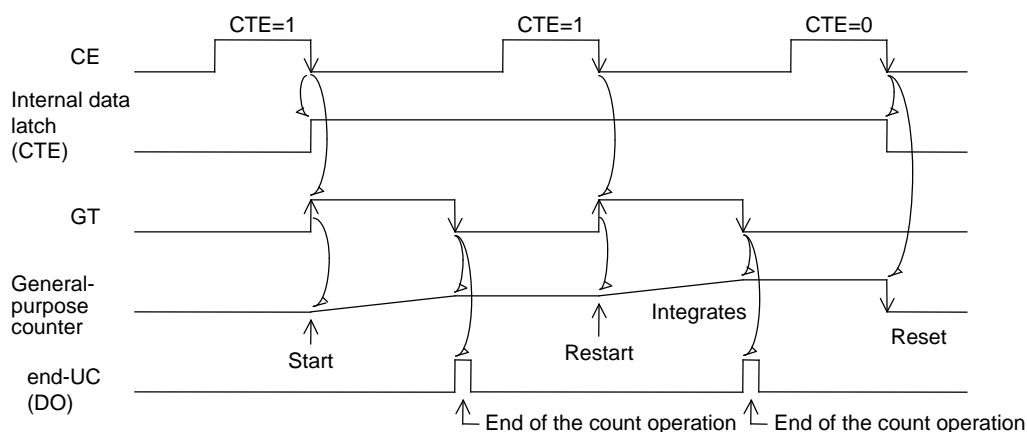 CTE=1
CTE=1
CTE=0
CE
Internal data
latch
(CTE)
GT
General-
purpose
counter
Start
Restart
Integrates
Reset
end-UC
(DO)
End of the count operation
End of the count operation